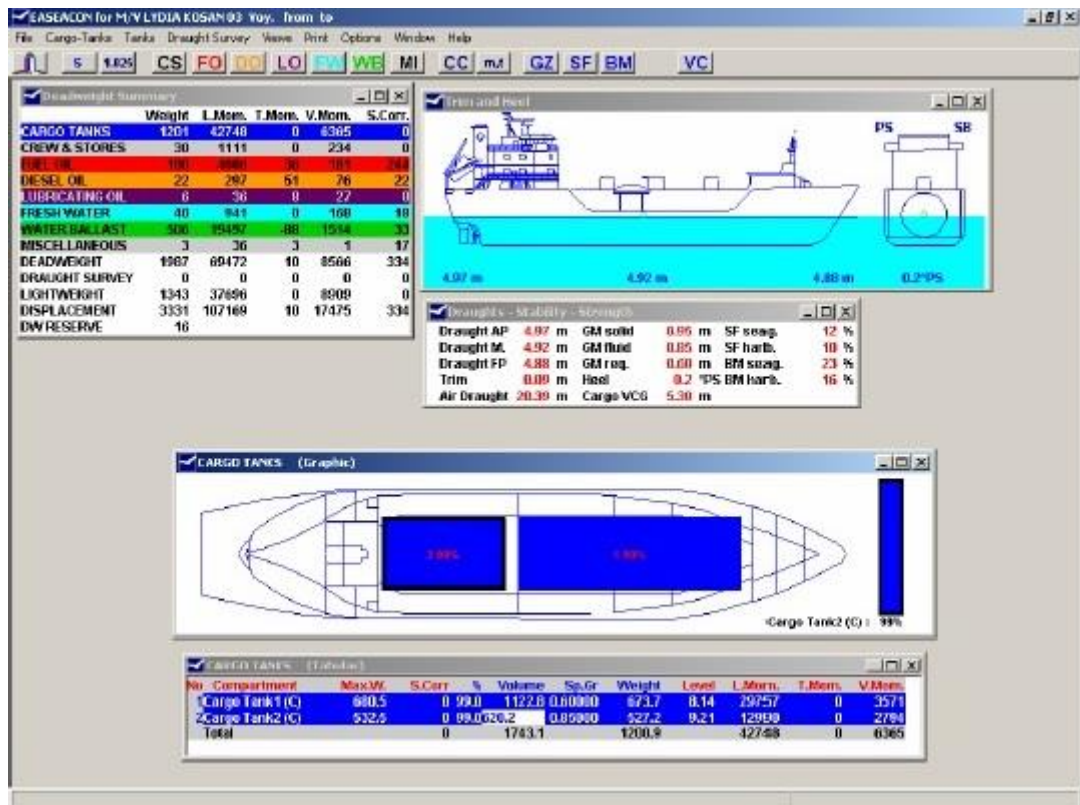 EASEACON for M/V LYDIA KOSAN 03 Voy. from to
File Cargo-Tanks Tanks Draught Survey Views Print Options Window Help
S 1.025 CS FO DO LO FW WB MI CC m,t GZ SF BM VC
Deadweight Summary
Weight L.Mom. T.Mom. V.Mom. S.Corr.
CARGO TANKS 1201 42748 0 6365 0
CREW & STORES 30 1111 0 234 0
FUEL OIL
DIESEL OIL 22 297 51 76 22
LUBRICATING OIL 6 36 8 27 0
FRESH WATER 40 941 0 168 18
WATER BALLAST 506 19497 -88 1514 33
MISCELLANEOUS 3 36 3 1 17
DEADWEIGHT 1987 69472 10 8566 334
DRAUGHT SURVEY 0 0 0 0 0
LIGHTWEIGHT 1343 37696 0 8909 0
DISPLACEMENT 3331 107169 10 17475 334
DW RESERVE 16
Trim and Heel
PS SB
4.97 m 4.92 m 4.88 m 0.2°PS
Draughts - Stability - Strength
Draught AP 4.97 m GM solid 0.95 m SF seag. 12 %
Draught M. 4.92 m GM fluid 0.85 m SF harb. 10 %
Draught FP 4.88 m GM req. 0.60 m BM seag. 23 %
Trim 0.09 m Heel 0.2 °PS BM harb. 16 %
Air Draught 20.39 m Cargo VCG 5.30 m
CARGO TANKS (Graphic)
Cargo Tank2 (C) : 99%
CARGO TANKS (Tabular)
No Compartment Max.W. S.Corr % Volume Sp.Gr Weight Level L.Mom. T.Mom. V.Mom.
1 Cargo Tank1 (C) 680.5 0 99.0 1122.8 0.60000 673.7 8.14 29757 0 3571
2 Cargo Tank2 (C) 532.5 0 99.0 620.2 0.85000 527.2 9.21 12990 0 2794
Total 0 1743.1 1200.9 42748 0 6365